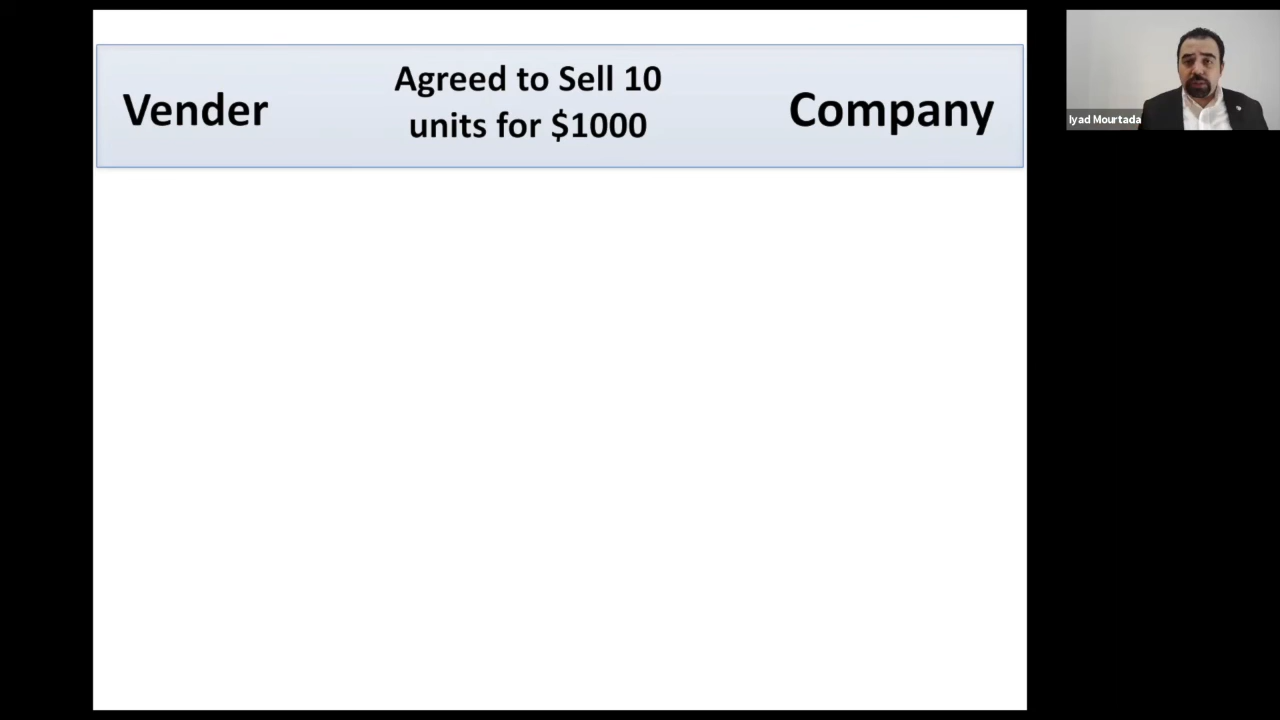 Vender
Agreed to Sell 10
units for $1000
Company
Iyad Mourtada